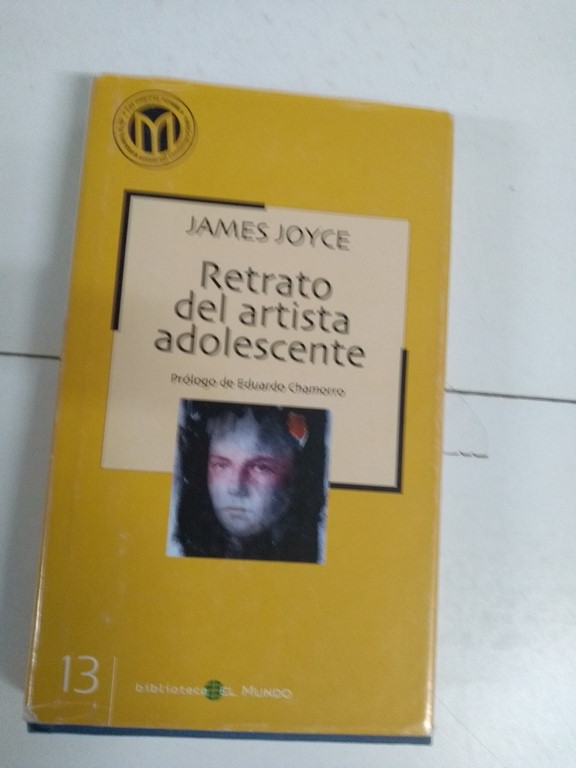 M
JAMES JOYCE
Retrato
del artista
adolescente
Prólogo de Eduardo Chamorro
13
biblioteca EL MUNDO